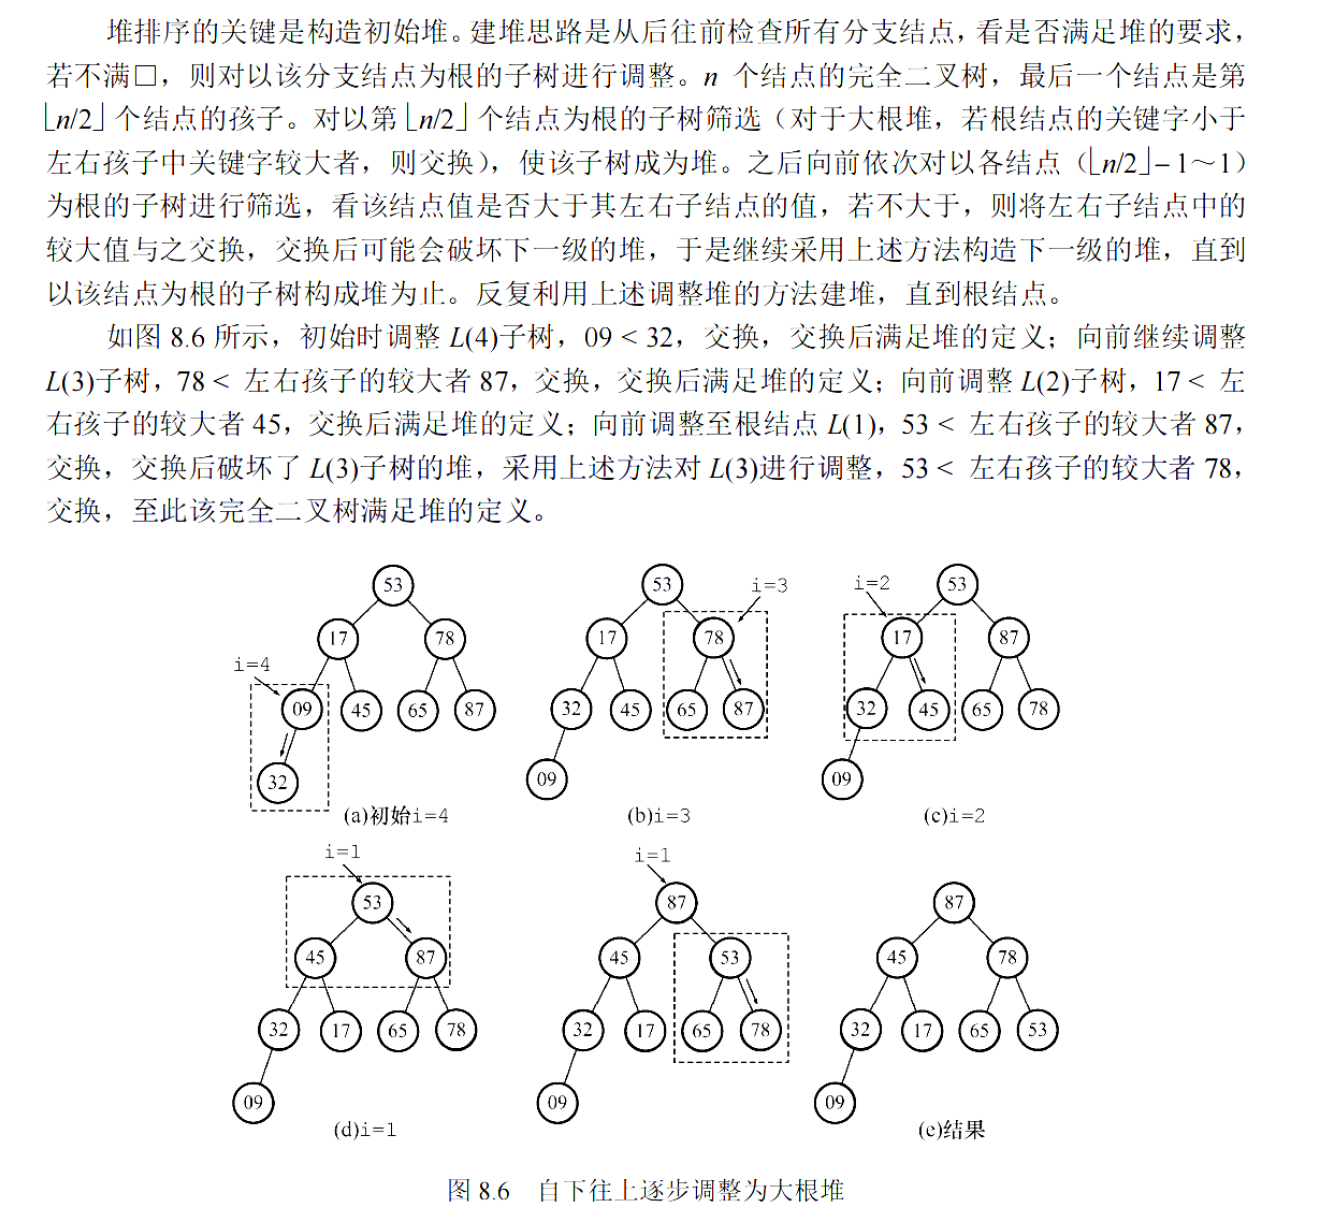 堆排序的关键是构造初始堆。建堆思路是从后往前检查所有分支结点，看是否满足堆的要求，
若不满□，则对以该分支结点为根的子树进行调整。n 个结点的完全二叉树，最后一个结点是第
⌊n/2⌋ 个结点的孩子。对以第 ⌊n/2⌋ 个结点为根的子树筛选（对于大根堆，若根结点的关键字小于
左右孩子中关键字较大者，则交换），使该子树成为堆。之后向前依次对以各结点（⌊n/2⌋－1～1）
为根的子树进行筛选，看该结点值是否大于其左右子结点的值，若不大于，则将左右子结点中的
较大值与之交换，交换后可能会破坏下一级的堆，于是继续采用上述方法构造下一级的堆，直到
以该结点为根的子树构成堆为止。反复利用上述调整堆的方法建堆，直到根结点。
如图 8.6 所示，初始时调整 L(4)子树，09 < 32，交换，交换后满足堆的定义；向前继续调整
L(3)子树，78 < 左右孩子的较大者 87，交换，交换后满足堆的定义；向前调整 L(2)子树，17 < 左
右孩子的较大者 45，交换后满足堆的定义；向前调整至根结点 L(1)，53 < 左右孩子的较大者 87，
交换，交换后破坏了 L(3)子树的堆，采用上述方法对 L(3)进行调整，53 < 左右孩子的较大者 78，
交换，至此该完全二叉树满足堆的定义。
53
17 78
i=4
09 45 65 87
32
(a)初始i=4
53
i=3
17 78
32 45 65 87
09
(b)i=3
i=2
53
17 87
32 45 65 78
09
(c)i=2
i=1
53
45 87
32 17 65 78
09
(d)i=1
i=1
87
45 53
32 17 65 78
09
87
45 78
32 17 65 53
09
(e)结果
图 8.6 自下往上逐步调整为大根堆